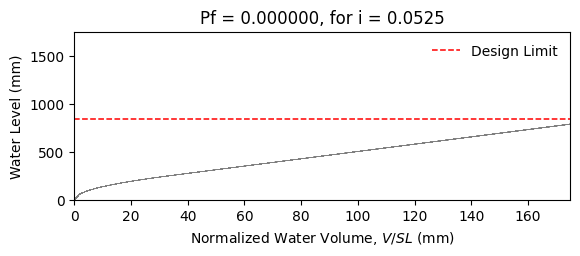 Pf = 0.000000, for i = 0.0525
Water Level (mm)
1500
1000
500
0
Design Limit
0 20 40 60 80 100 120 140 160
Normalized Water Volume, V/SL (mm)